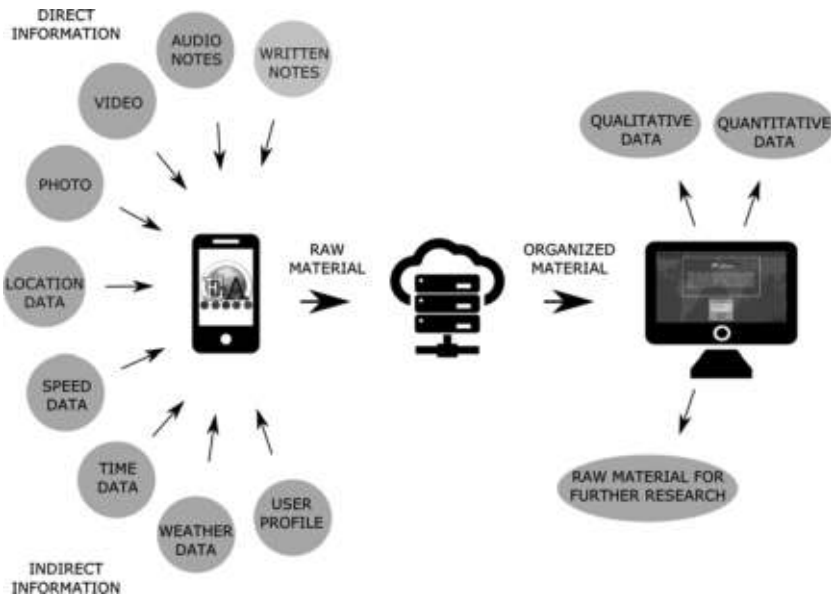 DIRECT
INFORMATION
AUDIO
NOTES
WRITTEN
NOTES
VIDEO
PHOTO
LOCATION
DATA
SPEED
DATA
TIME
DATA
WEATHER
DATA
USER
PROFILE
INDIRECT
INFORMATION
RAW
MATERIAL
ORGANIZED
MATERIAL
QUALITATIVE
DATA
QUANTITATIVE
DATA
RAW MATERIAL FOR
FURTHER RESEARCH